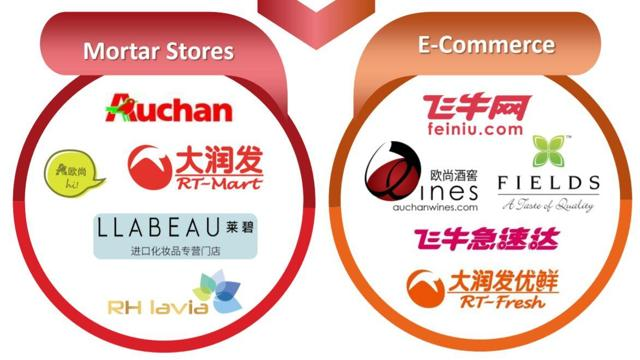 Mortar Stores
Auchan
A欧尚
hi!
大润发
RT-Mart
LLABEAU 莱碧
进口化妆品专营门店
RH lavia
E-Commerce
飞牛网
feiniu.com
欧尚酒窖
Wines
auchanwines.com
FIELDS
TM
A Taste of Quality
飞牛急速达
大润发优鲜
RT-Fresh